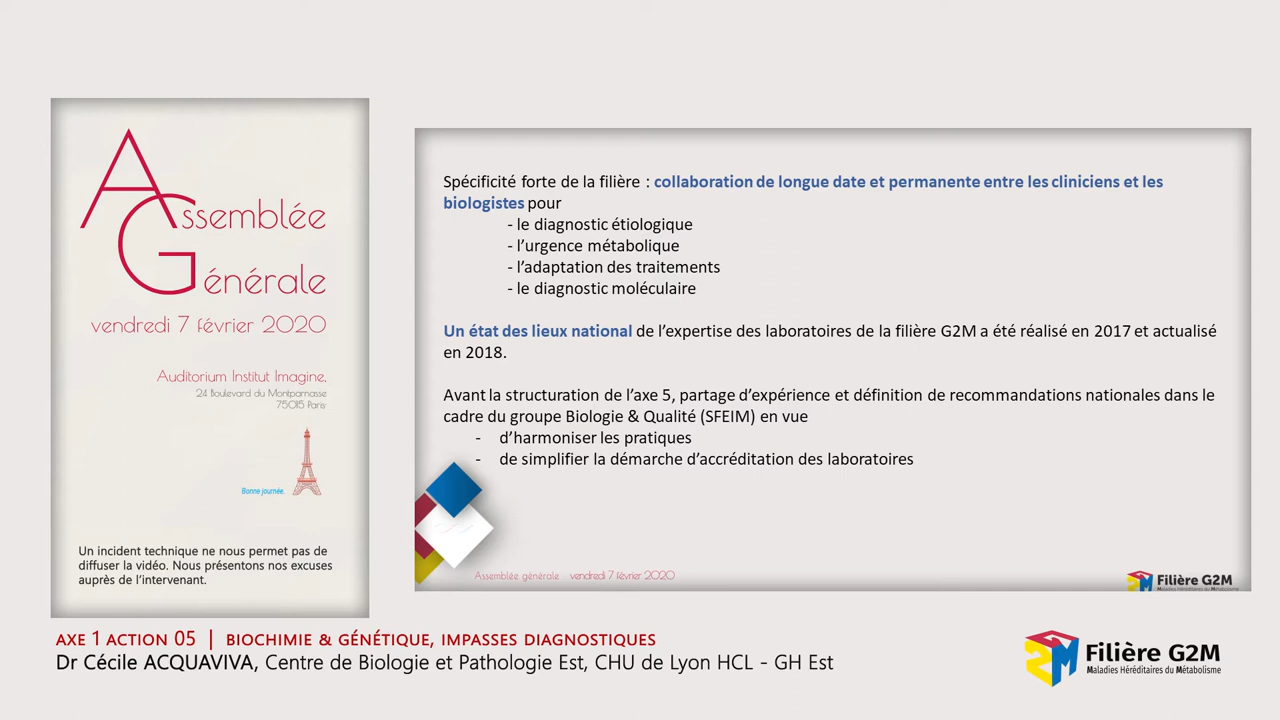 Assemblée
Générale
vendredi 7 février 2020
Auditorium Institut Imagine,
24 Boulevard du Montparnasse
75015 Paris
Bonne journée.
Un incident technique ne nous permet pas de
diffuser la vidéo. Nous présentons nos excuses
auprès de l'intervenant.
Spécificité forte de la filière : collaboration de longue date et permanente entre les cliniciens et les
biologistes pour
- le diagnostic étiologique
- l'urgence métabolique
- l'adaptation des traitements
- le diagnostic moléculaire
Un état des lieux national de l'expertise des laboratoires de la filière G2M a été réalisé en 2017 et actualisé
en 2018.
Avant la structuration de l'axe 5, partage d'expérience et définition de recommandations nationales dans le
cadre du groupe Biologie & Qualité (SFEIM) en vue
- d'harmoniser les pratiques
- de simplifier la démarche d'accréditation des laboratoires
Assemblée générale vendredi 7 février 2020
Filière G2M
Maladies Héréditaires du Métabolisme
AXE 1 ACTION 05 | BIOCHIMIE & GÉNÉTIQUE, IMPASSES DIAGNOSTIQUES
Dr Cécile ACQUAVIVA, Centre de Biologie et Pathologie Est, CHU de Lyon HCL - GH Est
Filière G2M
Maladies Héréditaires du Métabolisme